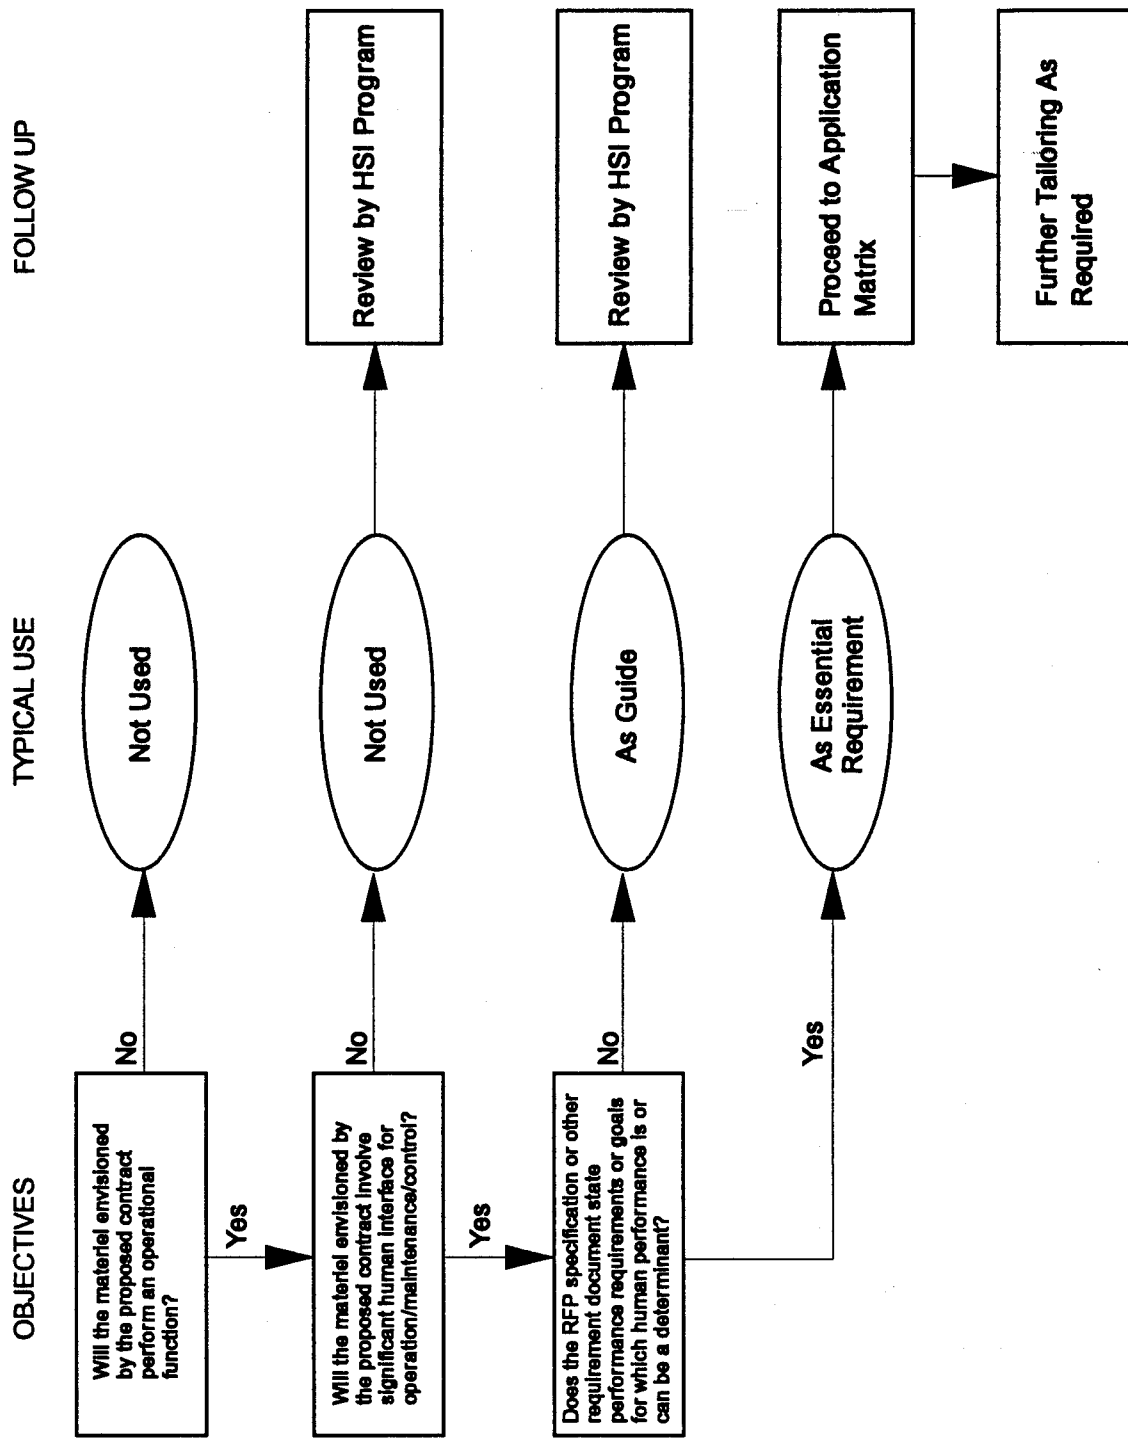 OBJECTIVES
TYPICAL USE
FOLLOW UP
Will the materiel envisioned
by the proposed contract
perform an operational
function?
No
Not Used
Yes
Will the materiel envisioned by
the proposed contract involve
significant human interface for
operation/maintenance/control?
No
Not Used
Review by HSI Program
Yes
Does the RFP specification or other
requirement document state
performance requirements or goals
for which human performance is or
can be a determinant?
No
As Guide
Review by HSI Program
Yes
As Essential
Requirement
Proceed to Application
Matrix
Further Tailoring As
Required